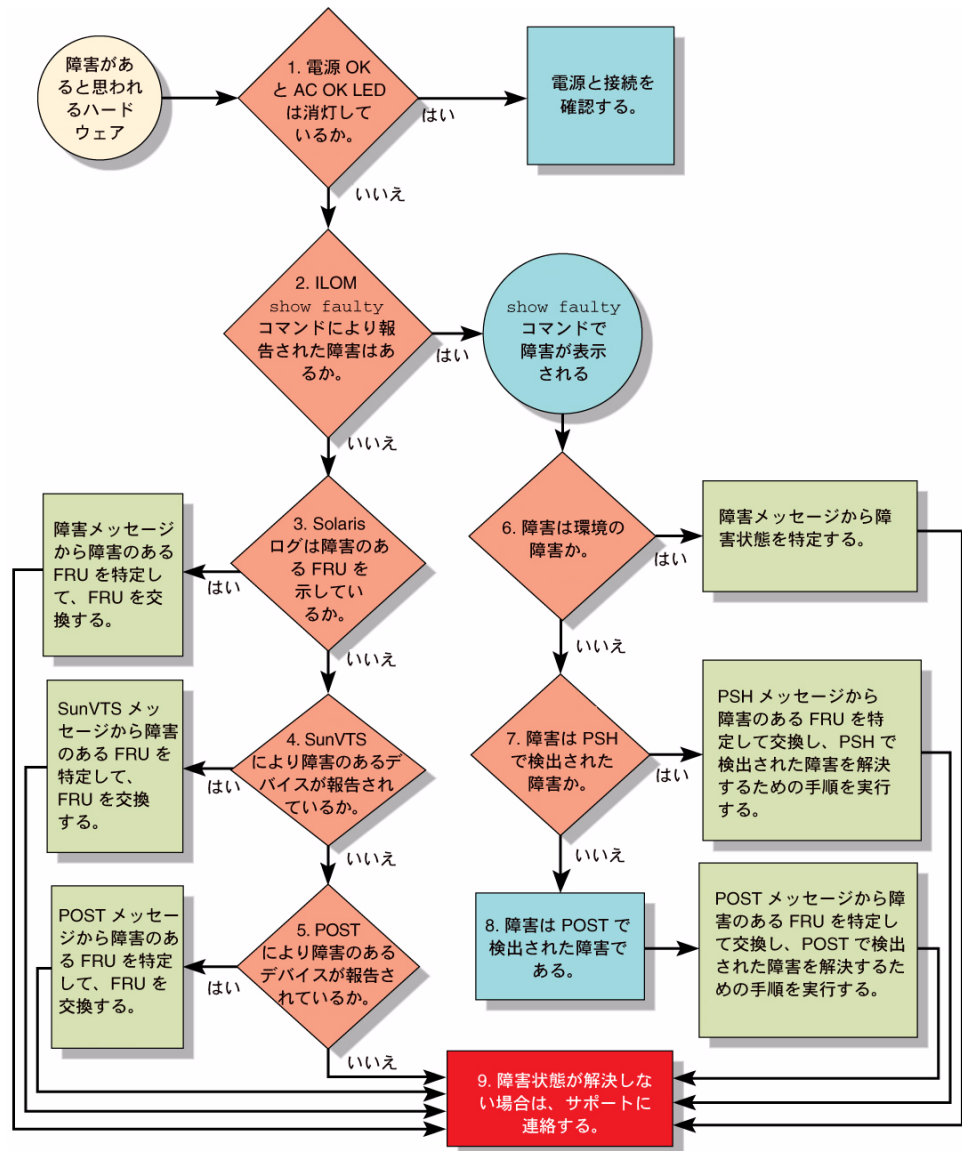 障害があ
ると思われ
るハード
ウェア
1. 電源 OK
と AC OK LED
は消灯して
いるか。
はい
電源と接続を
確認する。
いいえ
2. ILOM
show faulty
コマンドにより報
告された障害はあ
るか。
はい
show faulty
コマンドで
障害が表示
される
いいえ
3. Solaris
ログは障害のあ
る FRU を
示してい
るか。
はい
障害メッセージ
から障害のある
FRU を特定し
て、FRU を交
換する。
いいえ
4. SunVTS
により障害のあるデ
バイスが報告され
ているか。
はい
SunVTS メッ
セージから障害
のある FRU を
特定して、
FRU を交換
する。
いいえ
5. POST
により障害のある
デバイスが報告さ
れているか。
はい
POST メッセー
ジから障害のあ
る FRU を特定
して、FRU を
交換する。
いいえ
6. 障害は環境の
障害か。
はい
障害メッセージから障
害状態を特定する。
いいえ
7. 障害は PSH
で検出された
障害か。
はい
PSH メッセージから
障害のある FRU を特
定して交換し、PSH で
検出された障害を解決
するための手順を実行
する。
いいえ
8. 障害は POST で
検出された障害で
ある。
POST メッセージから障
害のある FRU を特定し
て交換し、POST で検出
された障害を解決するた
めの手順を実行する。
9. 障害状態が解決しな
い場合は、サポートに
連絡する。